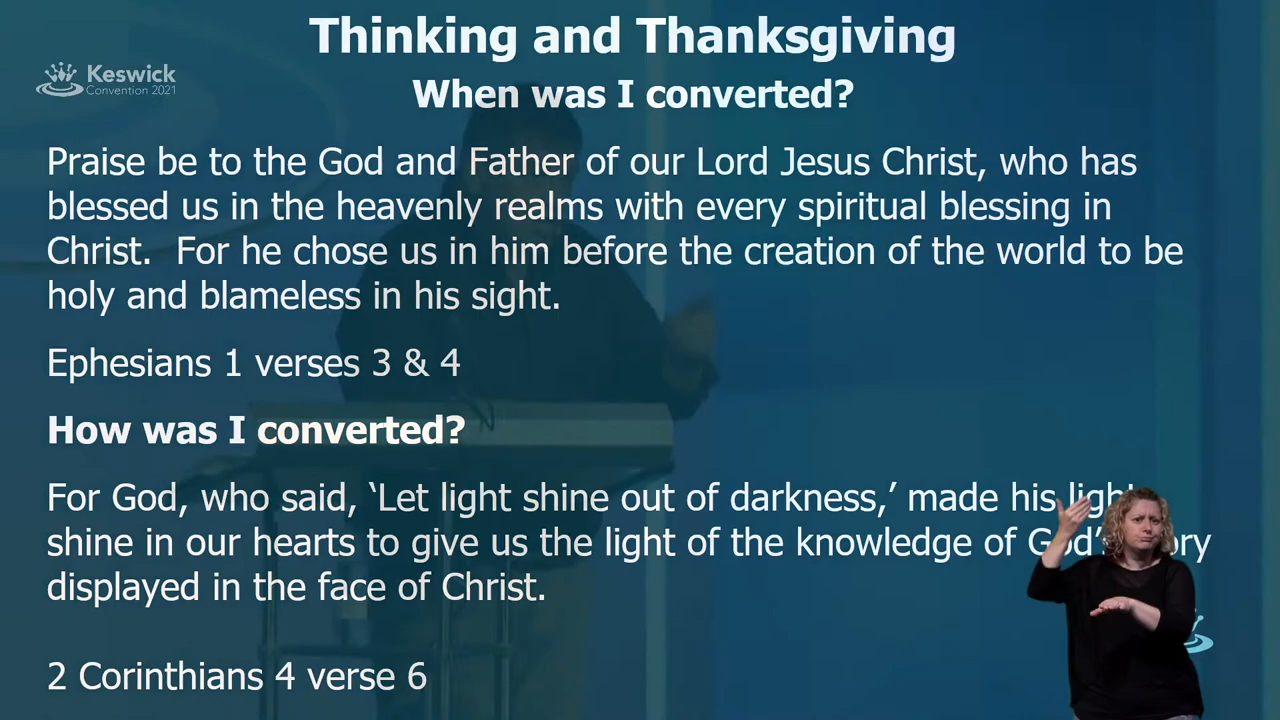 Thinking and Thanksgiving
Keswick
Convention 2021
When was I converted?
Praise be to the God and Father of our Lord Jesus Christ, who has
blessed us in the heavenly realms with every spiritual blessing in
Christ.  For he chose us in him before the creation of the world to be
holy and blameless in his sight.
Ephesians 1 verses 3 & 4
How was I converted?
For God, who said, ‘Let light shine out of darkness,’ made his light
shine in our hearts to give us the light of the knowledge of God’s
displayed in the face of Christ.
2 Corinthians 4 verse 6